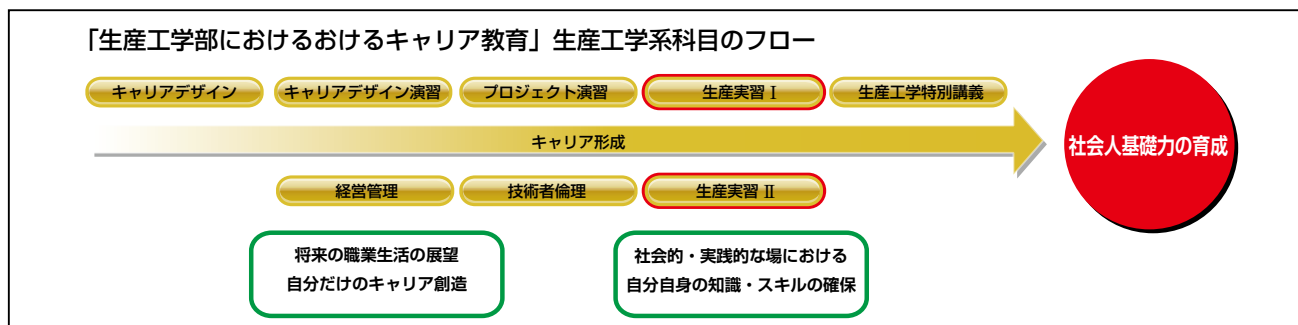 「生産工学部におけるおけるキャリア教育」生産工学系科目のフロー
キャリアデザイン
キャリアデザイン演習
プロジェクト演習
生産実習 Ⅰ
生産工学特別講義
キャリア形成
社会人基礎力の育成
経営管理
技術者倫理
生産実習 Ⅱ
将来の職業生活の展望
自分だけのキャリア創造
社会的・実践的な場における
自分自身の知識・スキルの確保